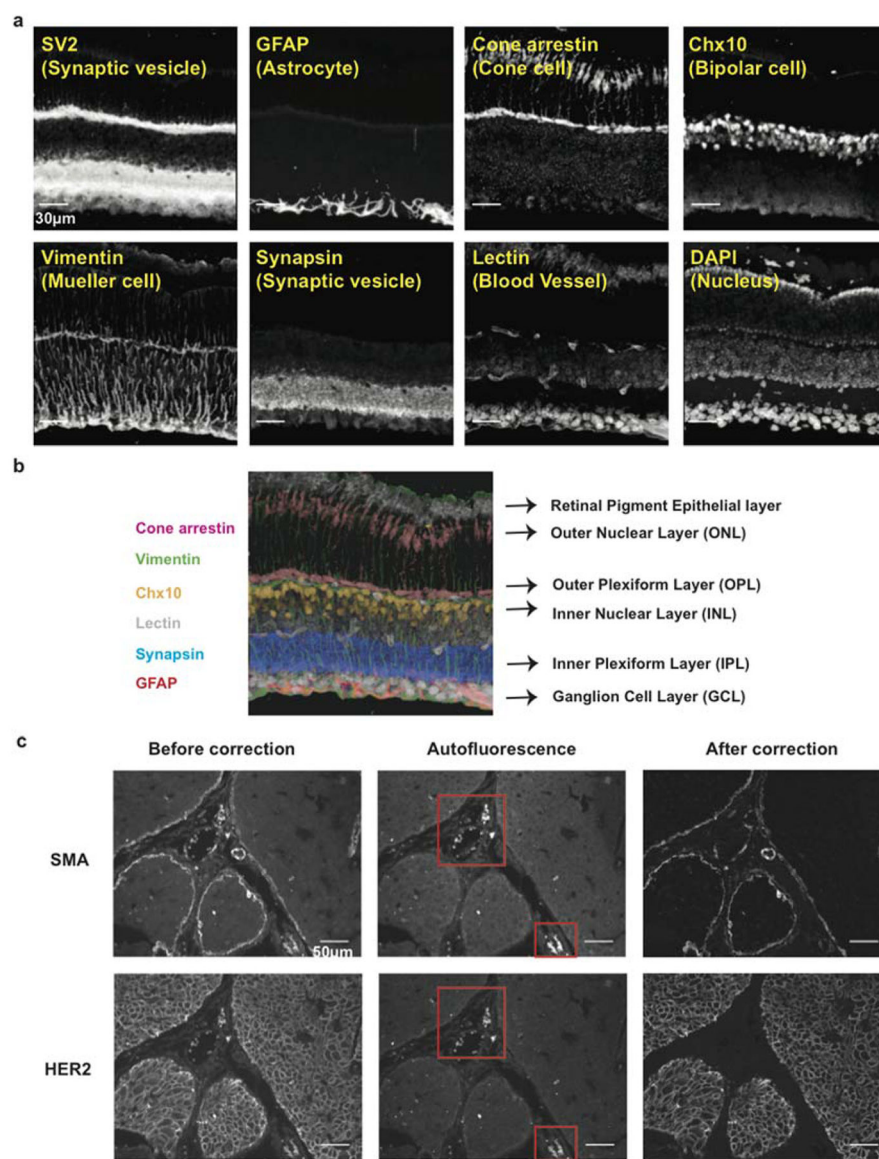 a
SV2
(Synaptic vesicle)
GFAP
(Astrocyte)
Cone arrestin
(Cone cell)
Chx10
(Bipolar cell)
30µm
Vimentin
(Mueller cell)
Synapsin
(Synaptic vesicle)
Lectin
(Blood Vessel)
DAPI
(Nucleus)
b
Cone arrestin
Vimentin
Chx10
Lectin
Synapsin
GFAP
Retinal Pigment Epithelial layer
Outer Nuclear Layer (ONL)
Outer Plexiform Layer (OPL)
Inner Nuclear Layer (INL)
Inner Plexiform Layer (IPL)
Ganglion Cell Layer (GCL)
c
Before correction
Autofluorescence
After correction
SMA
50µm
HER2